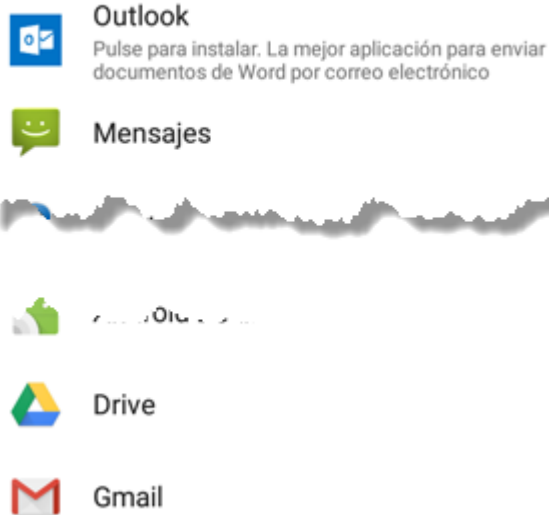 Outlook
Pulse para instalar. La mejor aplicación para enviar
documentos de Word por correo electrónico
Mensajes
Drive
Gmail